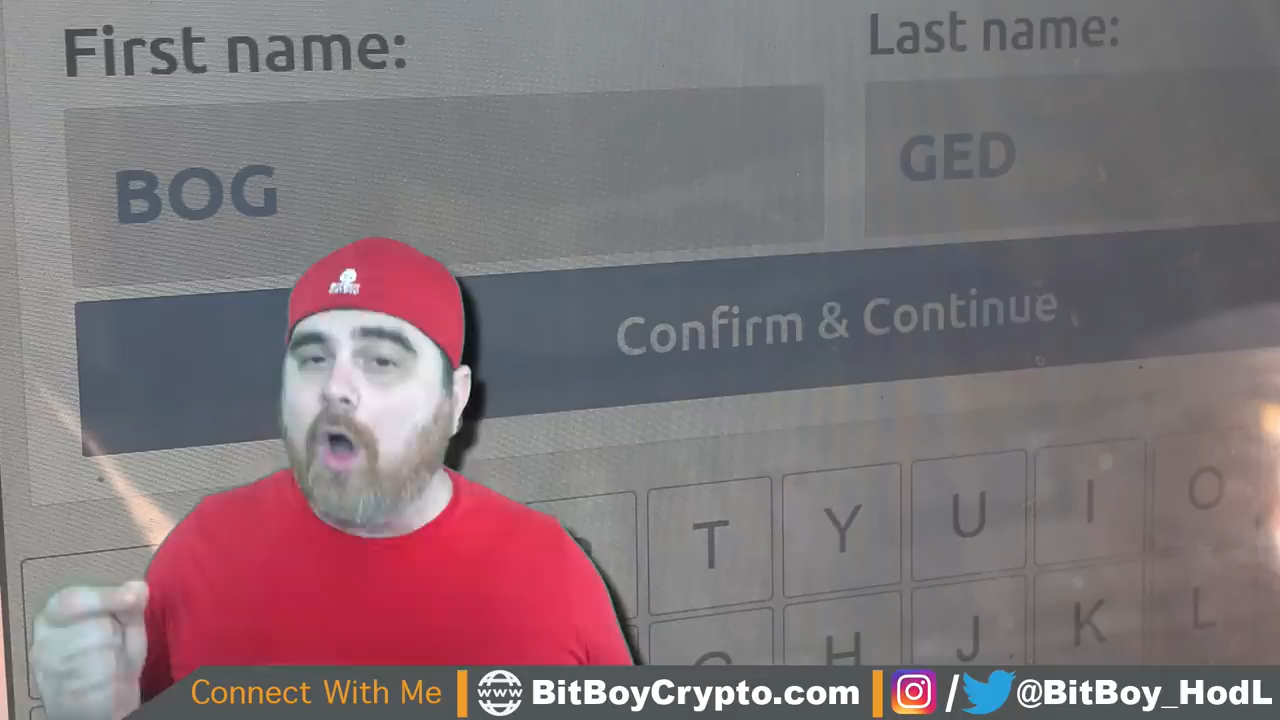 First name:
Last name:
BOG
GED
Confirm & Continue
T Y U I O
H J K L
Connect With Me
BitBoyCrypto.com
/ @BitBoy_HodL